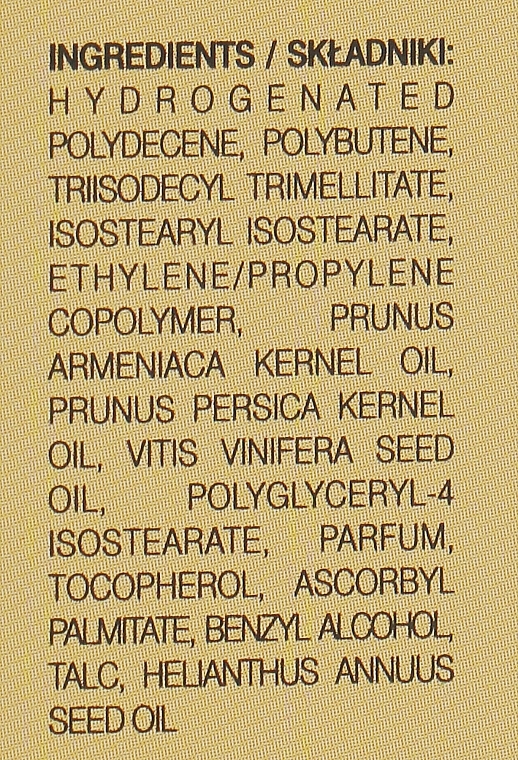 INGREDIENTS / SKŁADNIKI:
HYDROGENATED
POLYDECENE, POLYBUTENE,
TRIISODECYL TRIMELLITATE,
ISOSTEARYL ISOSTEARATE,
ETHYLENE/PROPYLENE
COPOLYMER, PRUNUS
ARMENIACA KERNEL OIL,
PRUNUS PERSICA KERNEL
OIL, VITIS VINIFERA SEED
OIL, POLYGLYCERYL-4
ISOSTEARATE, PARFUM,
TOCOPHEROL, ASCORBYL
PALMITATE, BENZYL ALCOHOL,
TALC, HELIANTHUS ANNUUS
SEED OIL